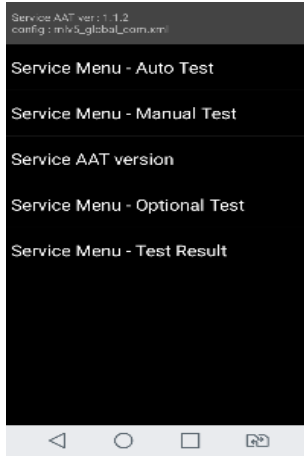 Service AAT ver : 1.1.2
config : mlv5_global_com.xml
Service Menu - Auto Test
Service Menu - Manual Test
Service AAT version
Service Menu - Optional Test
Service Menu - Test Result